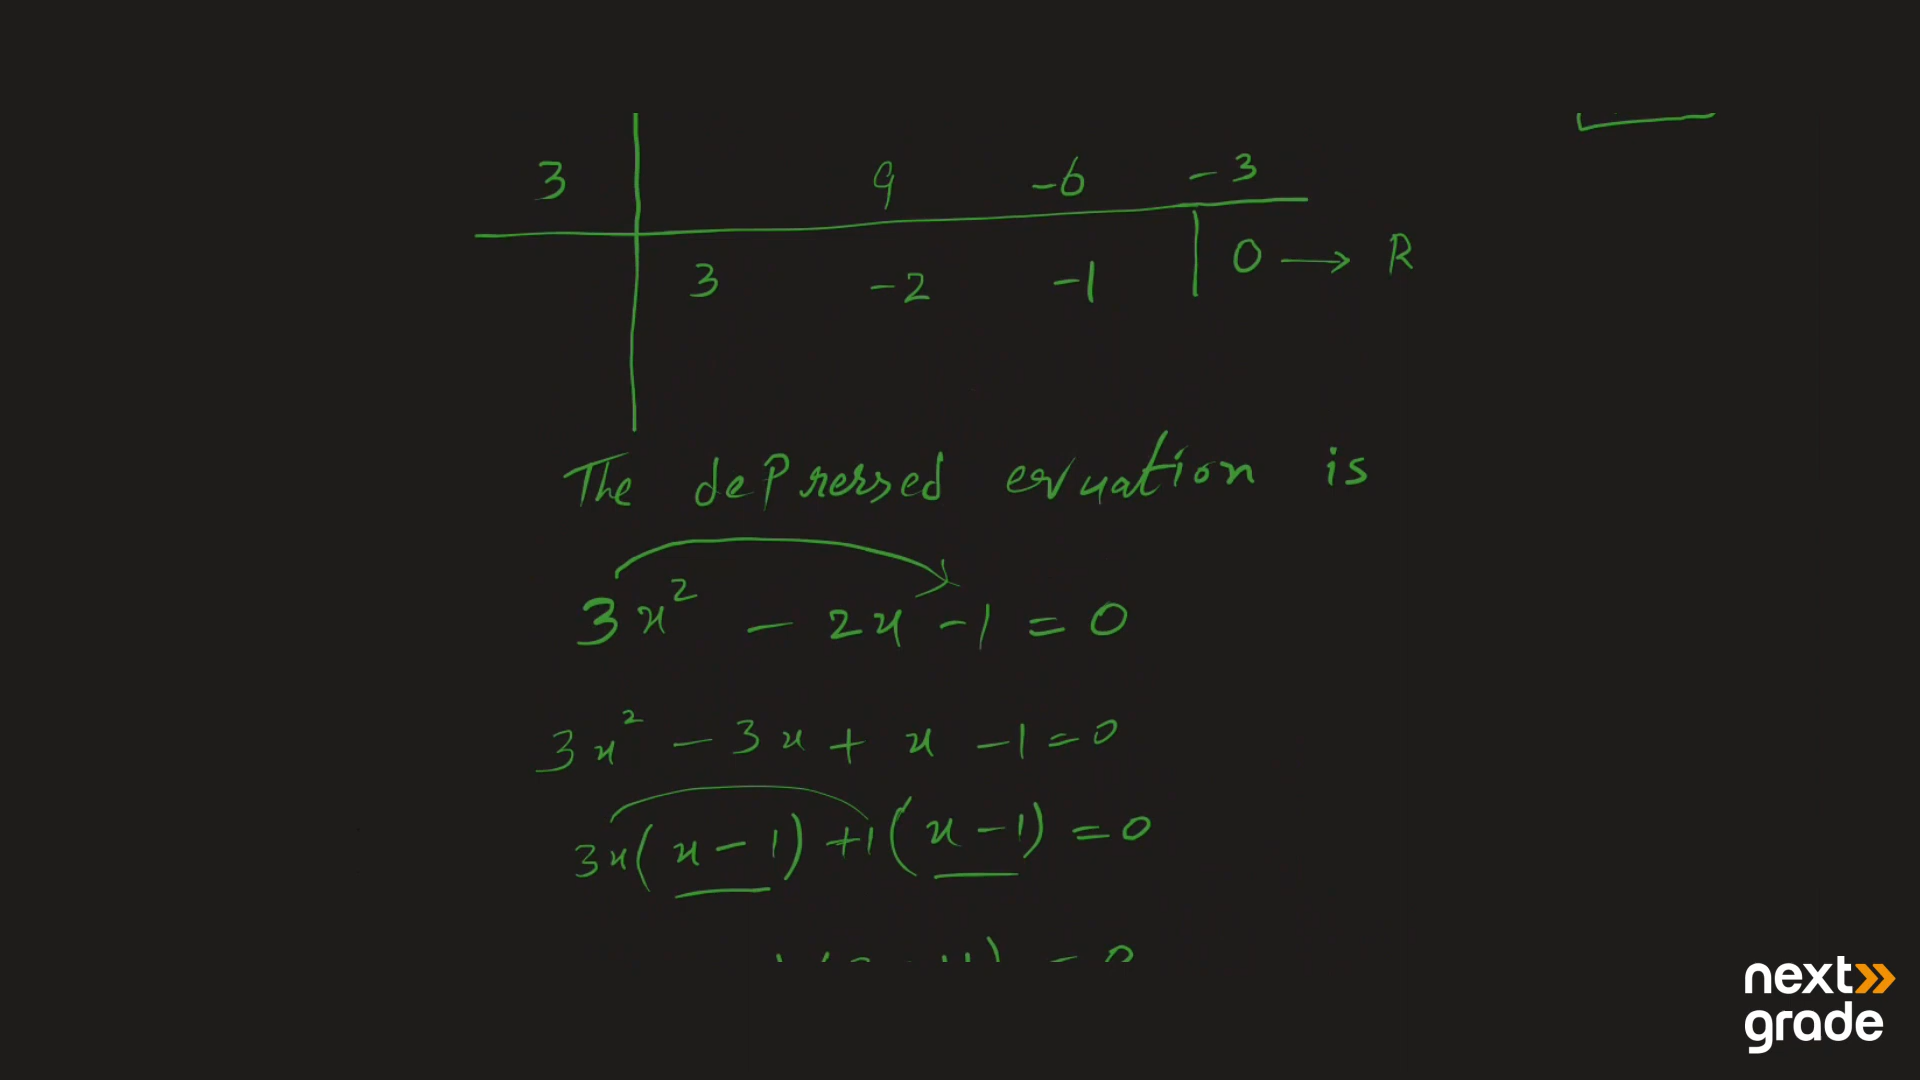 3 9 -6 -3
3 -2 -1 0 → R
The depressed equation is
3x² - 2x - 1 = 0
3x² - 3x + x - 1 = 0
3x(x - 1) + 1(x - 1) = 0
next
grade